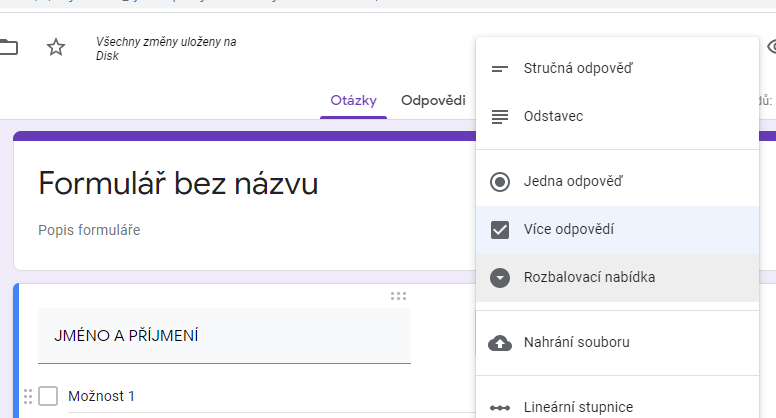 Všechny změny uloženy na
Disk
Otázky
Odpovědi
Formulář bez názvu
Popis formuláře
JMÉNO A PŘÍJMENÍ
Možnost 1
Stručná odpověď
Odstavec
Jedna odpověď
Více odpovědí
Rozbalovací nabídka
Nahrání souboru
Lineární stupnice